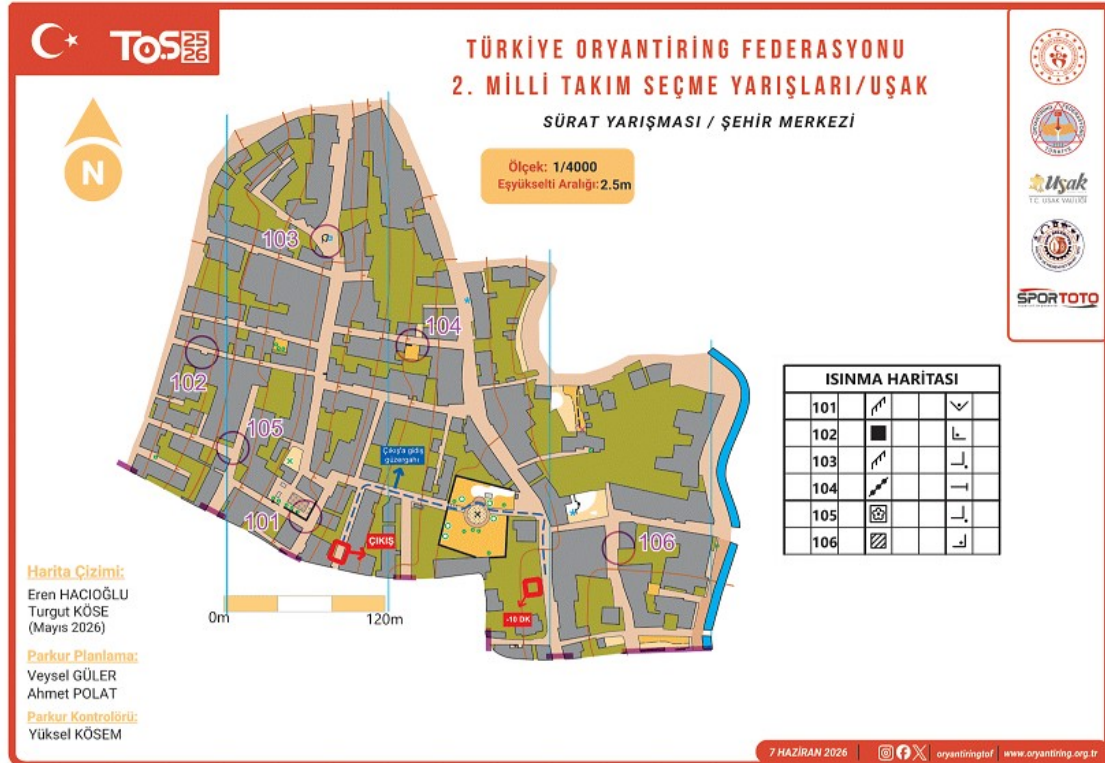 TOS 25 26
TÜRKİYE ORYANTİRİNG FEDERASYONU
2. MİLLİ TAKIM SEÇME YARIŞLARI/UŞAK
SÜRAT YARIŞMASI / ŞEHİR MERKEZİ
N
Ölçek: 1/4000
Eşyükselti Aralığı: 2.5m
Uşak
T.C. UŞAK VALİLİĞİ
SPORTOTO
103
104
102
105
Çıkış'a gidiş
güzergahı
101
ÇIKIŞ
106
-10 DK
0m
120m
ISINMA HARİTASI
101
102
103
104
105
106
Harita Çizimi:
Eren HACIOĞLU
Turgut KÖSE
(Mayıs 2026)
Parkur Planlama:
Veysel GÜLER
Ahmet POLAT
Parkur Kontrolörü:
Yüksel KÖSEM
7 HAZİRAN 2026
oryantiringtof
www.oryantiring.org.tr